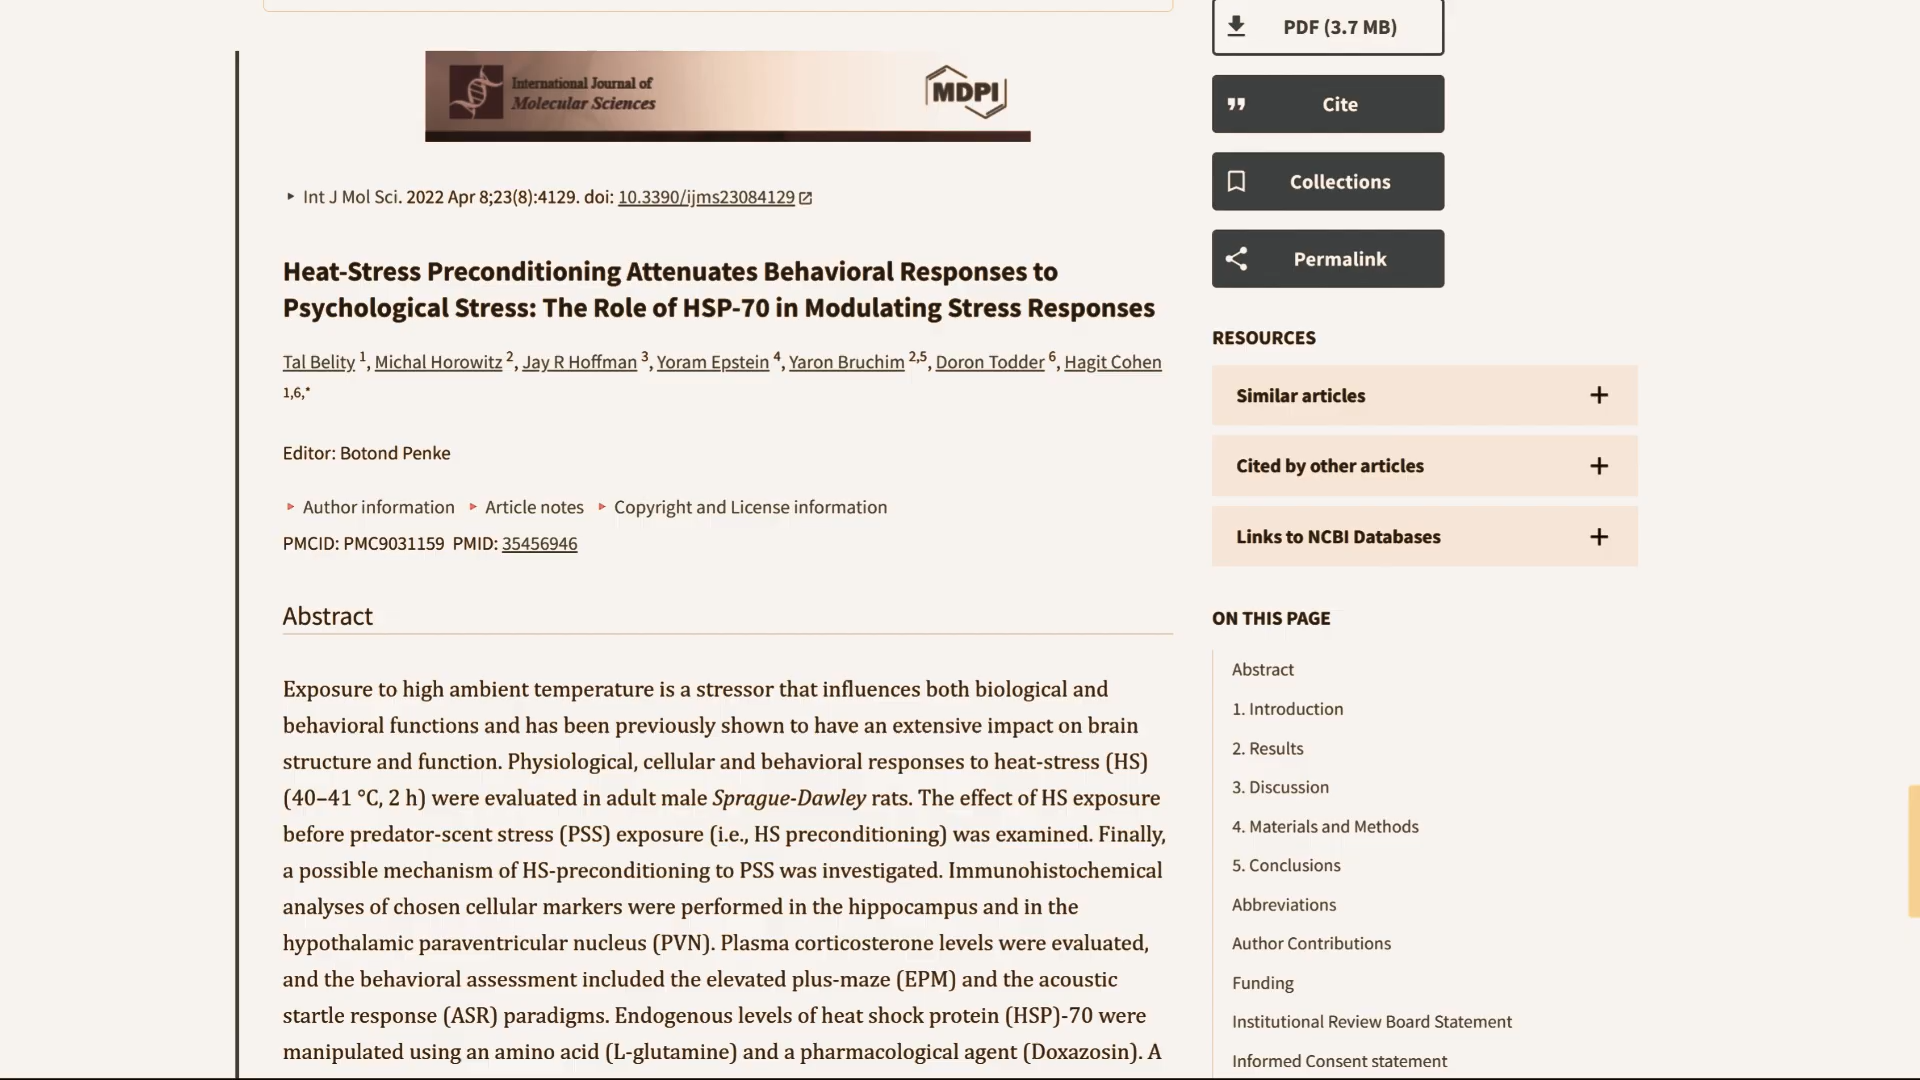 International Journal of
Molecular Sciences
MDPI
Int J Mol Sci. 2022 Apr 8;23(8):4129. doi: 10.3390/ijms23084129
Heat-Stress Preconditioning Attenuates Behavioral Responses to
Psychological Stress: The Role of HSP-70 in Modulating Stress Responses
Tal Belity 1, Michal Horowitz 2, Jay R Hoffman 3, Yoram Epstein 4, Yaron Bruchim 2,5, Doron Todder 6, Hagit Cohen
1,6,*
Editor: Botond Penke
Author information Article notes Copyright and License information
PMCID: PMC9031159 PMID: 35456946
Abstract
Exposure to high ambient temperature is a stressor that influences both biological and
behavioral functions and has been previously shown to have an extensive impact on brain
structure and function. Physiological, cellular and behavioral responses to heat-stress (HS)
(40–41 °C, 2 h) were evaluated in adult male Sprague-Dawley rats. The effect of HS exposure
before predator-scent stress (PSS) exposure (i.e., HS preconditioning) was examined. Finally,
a possible mechanism of HS-preconditioning to PSS was investigated. Immunohistochemical
analyses of chosen cellular markers were performed in the hippocampus and in the
hypothalamic paraventricular nucleus (PVN). Plasma corticosterone levels were evaluated,
and the behavioral assessment included the elevated plus-maze (EPM) and the acoustic
startle response (ASR) paradigms. Endogenous levels of heat shock protein (HSP)-70 were
manipulated using an amino acid (L-glutamine) and a pharmacological agent (Doxazosin). A
PDF (3.7 MB)
Cite
Collections
Permalink
RESOURCES
Similar articles
Cited by other articles
Links to NCBI Databases
ON THIS PAGE
Abstract
1. Introduction
2. Results
3. Discussion
4. Materials and Methods
5. Conclusions
Abbreviations
Author Contributions
Funding
Institutional Review Board Statement
Informed Consent statement